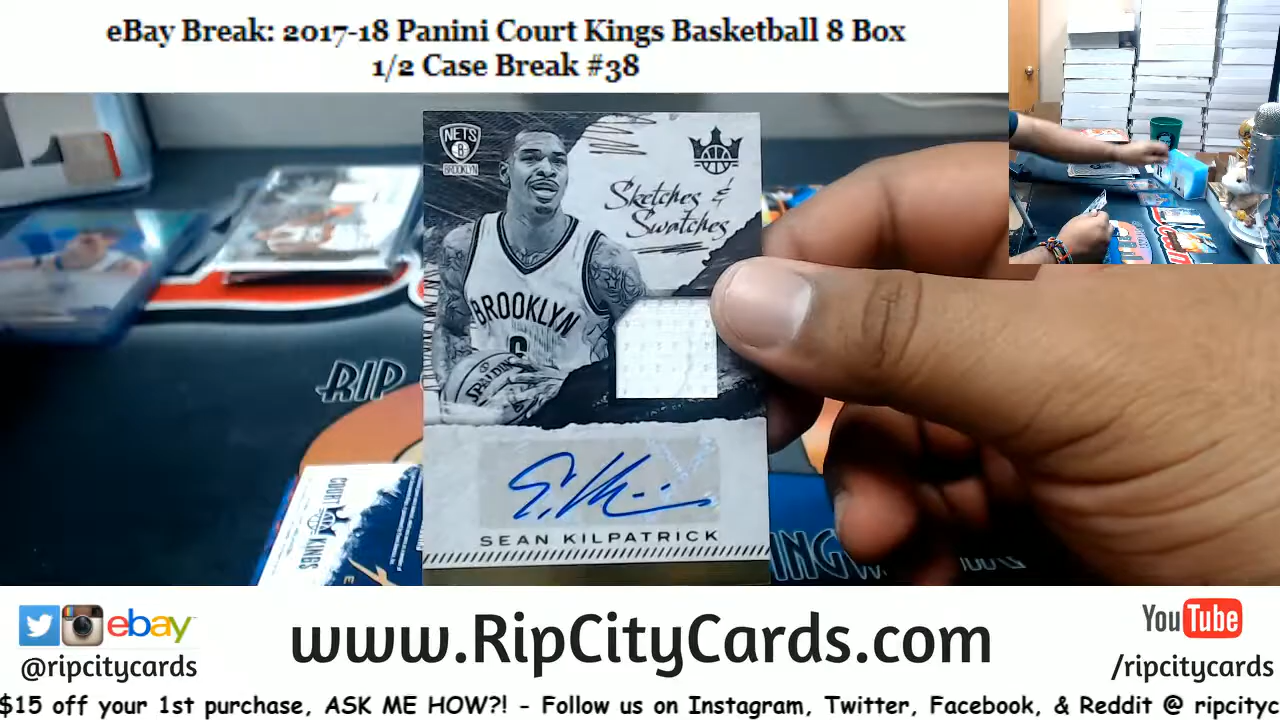 eBay Break: 2017-18 Panini Court Kings Basketball 8 Box
1/2 Case Break #38
NETS
B
BROOKLYN
Sketches &
Swatches
BROOKLYN
6
SPALDING
RIP
COURT KINGS
SEAN KILPATRICK
www.RipCityCards.com
ebay
@ripcitycards
YouTube
/ripcitycards
$15 off your 1st purchase, ASK ME HOW?! - Follow us on Instagram, Twitter, Facebook, & Reddit @ ripcityc